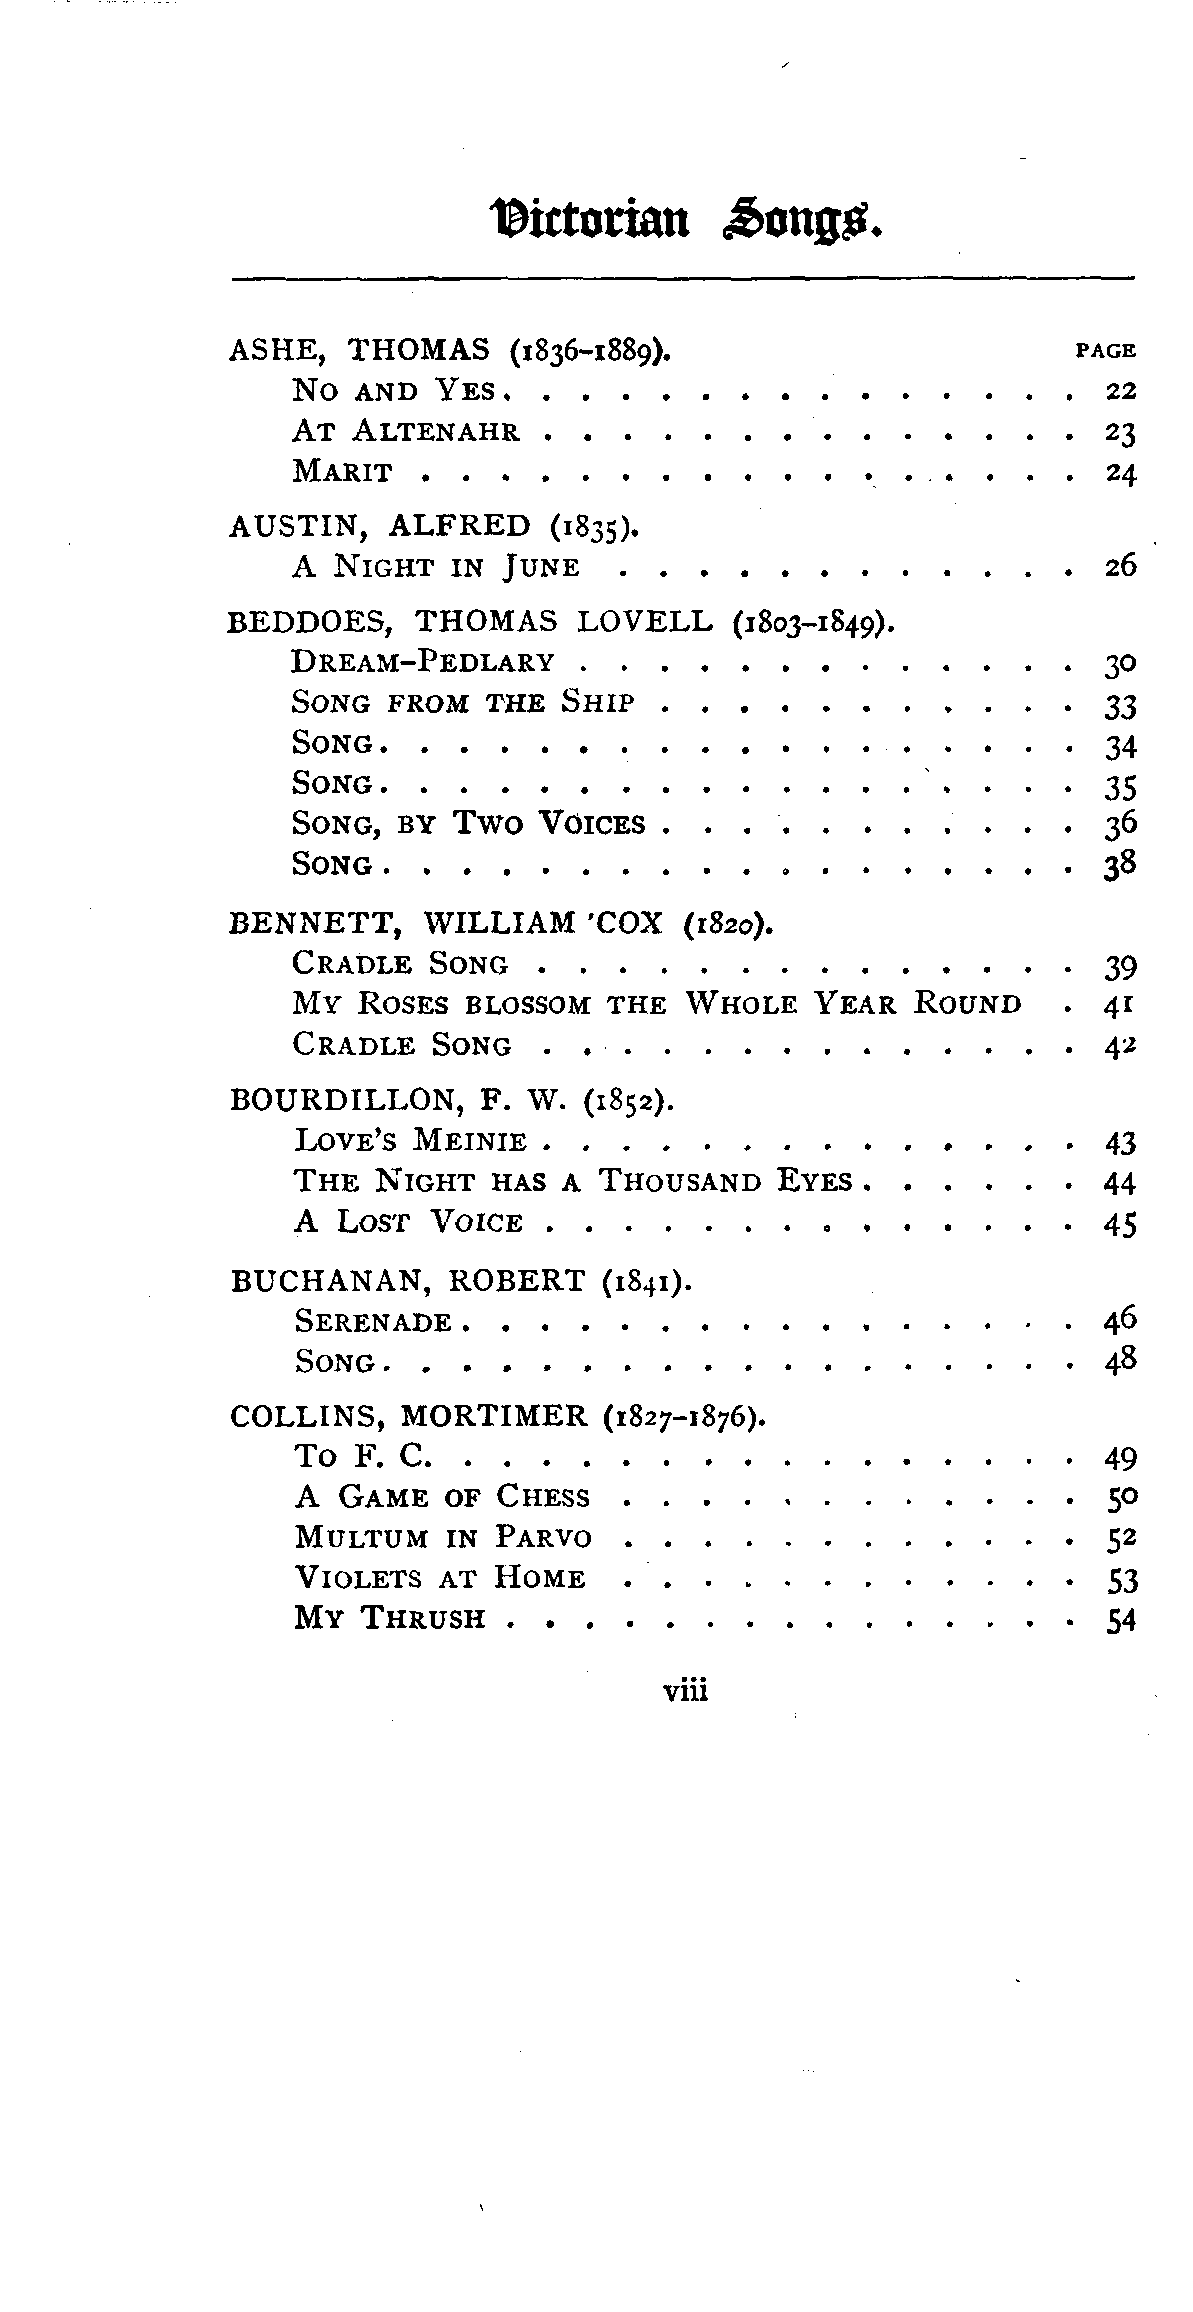 Victorian Songs.
ASHE, THOMAS (1836–1889). PAGE
No and Yes. . . . . . . . . . . . . . . 22
At Altenahr . . . . . . . . . . . . . . 23
Marit . . . . . . . . . . . . . . . . . 24
AUSTIN, ALFRED (1835).
A Night in June . . . . . . . . . . . . 26
BEDDOES, THOMAS LOVELL (1803–1849).
Dream-Pedlary . . . . . . . . . . . . . 30
Song from the Ship . . . . . . . . . . . 33
Song. . . . . . . . . . . . . . . . . . 34
Song. . . . . . . . . . . . . . . . . . 35
Song, by Two Voices . . . . . . . . . . . 36
Song . . . . . . . . . . . . . . . . . . 38
BENNETT, WILLIAM 'COX (1820).
Cradle Song . . . . . . . . . . . . . . 39
My Roses blossom the Whole Year Round . 41
Cradle Song . . . . . . . . . . . . . . 42
BOURDILLON, F. W. (1852).
Love's Meinie . . . . . . . . . . . . . . 43
The Night has a Thousand Eyes . . . . . . 44
A Lost Voice . . . . . . . . . . . . . . 45
BUCHANAN, ROBERT (1841).
Serenade . . . . . . . . . . . . . . . . 46
Song . . . . . . . . . . . . . . . . . . 48
COLLINS, MORTIMER (1827–1876).
To F. C. . . . . . . . . . . . . . . . . 49
A Game of Chess . . . . . . . . . . . . 50
Multum in Parvo . . . . . . . . . . . . 52
Violets at Home . . . . . . . . . . . . 53
My Thrush . . . . . . . . . . . . . . . 54
viii